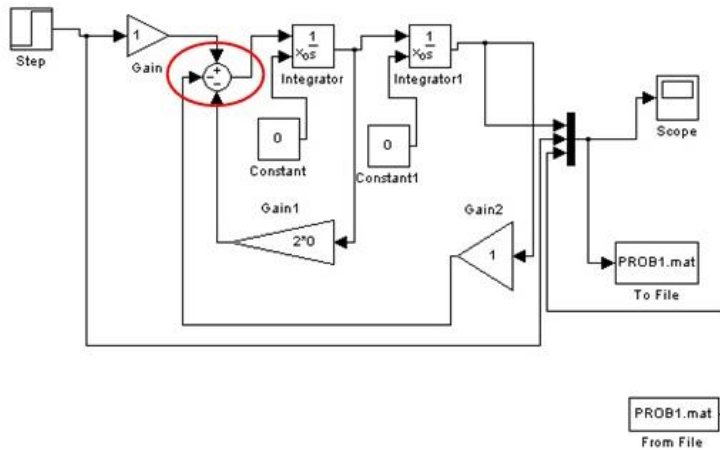 Step
1
Gain
+
−
−
1
s
x₀
Integrator
1
s
x₀
Integrator1
Scope
0
Constant
0
Constant1
Gain1
2*0
Gain2
1
PROB1.mat
To File
PROB1.mat
From File